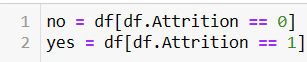 1 no = df[df.Attrition == 0]
2 yes = df[df.Attrition == 1]